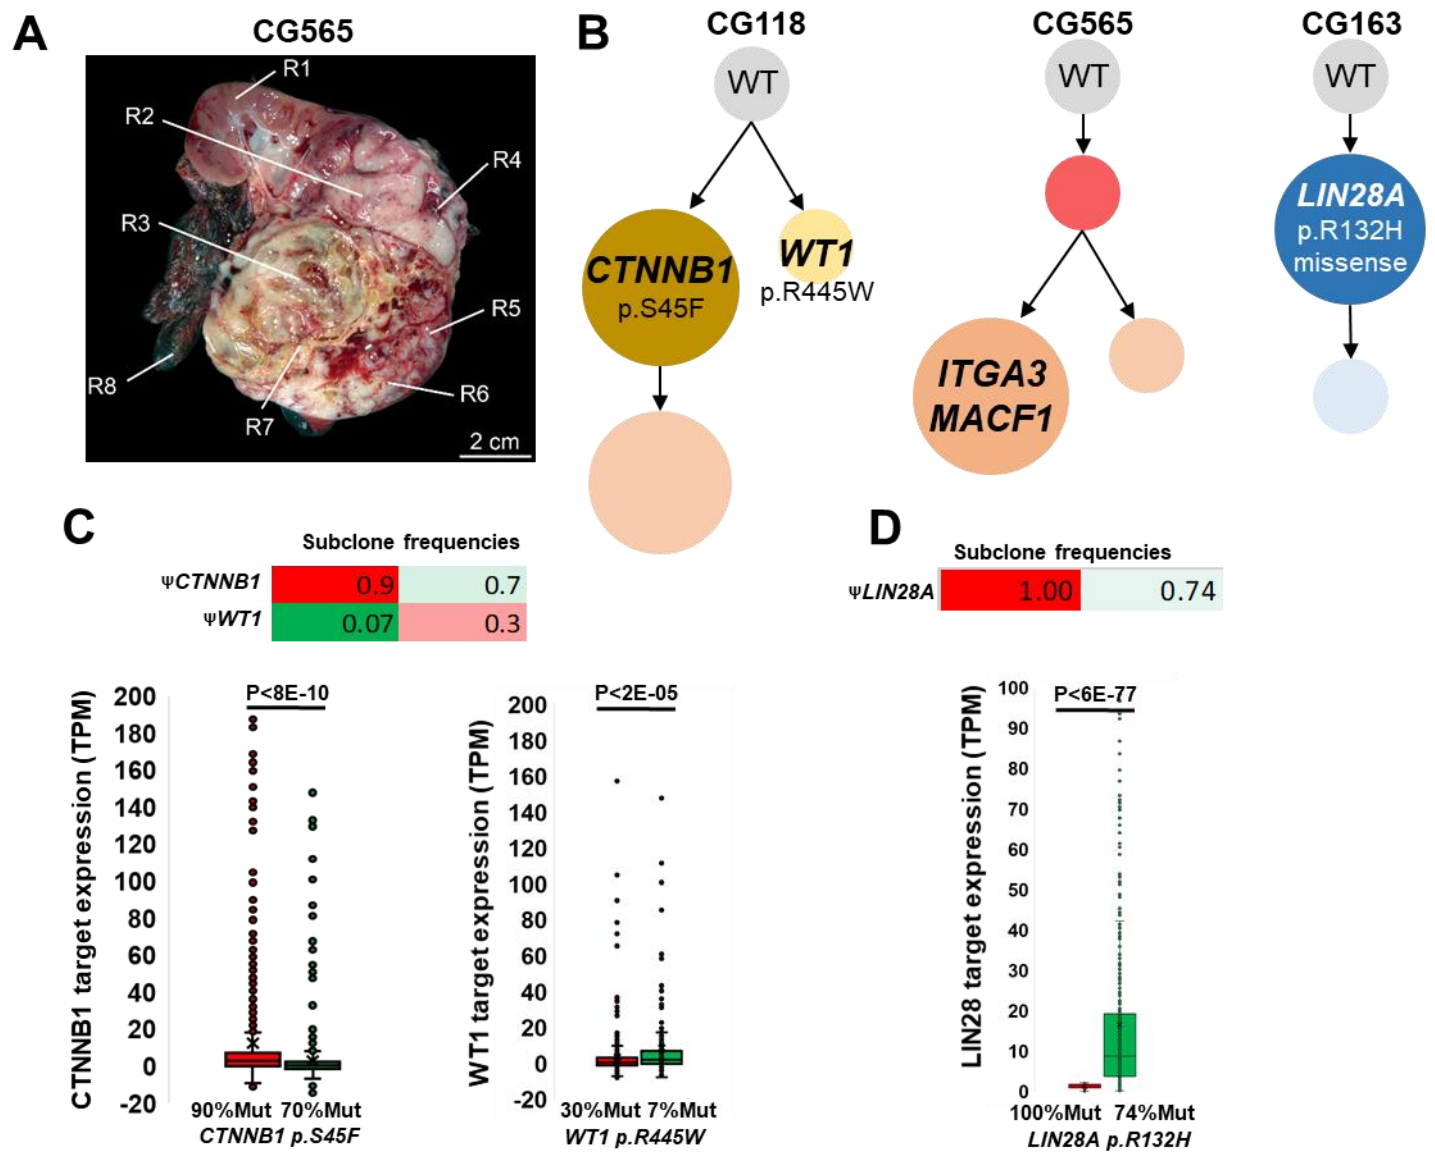 A
CG565
R1
R2
R4
R3
R5
R8
R6
R7
2 cm
B
CG118
CG565
CG163
WT
WT
WT
CTNNB1
p.S45F
WT1
p.R445W
ITGA3
MACF1
LIN28A
p.R132H
missense
C
Subclone frequencies
ΨCTNNB1 0.9 0.7
ΨWT1 0.07 0.3
CTNNB1 target expression (TPM)
P<8E-10
200
180
160
140
120
100
80
60
40
20
0
-20
90%Mut 70%Mut
CTNNB1 p.S45F
WT1 target expression (TPM)
P<2E-05
200
180
160
140
120
100
80
60
40
20
0
-20
30%Mut 7%Mut
WT1 p.R445W
D
Subclone frequencies
ΨLIN28A 1.00 0.74
LIN28 target expression (TPM)
P<6E-77
100
90
80
70
60
50
40
30
20
10
0
100%Mut 74%Mut
LIN28A p.R132H